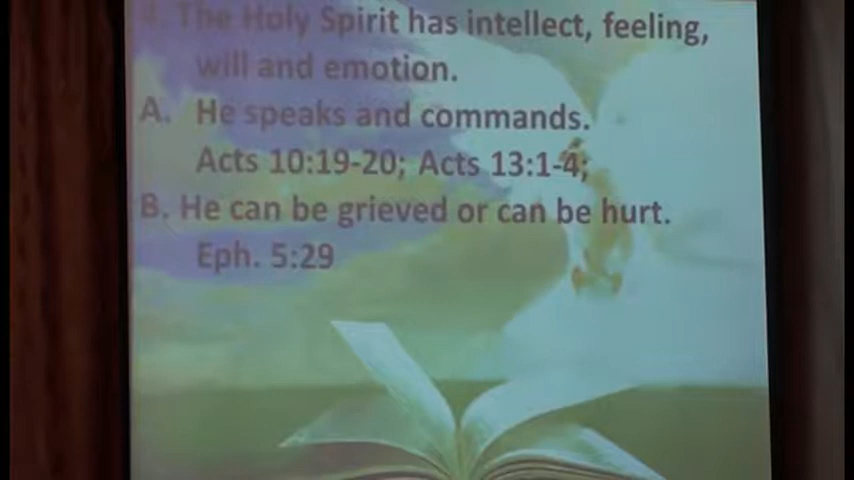 4. The Holy Spirit has intellect, feeling,
will and emotion.
A. He speaks and commands.
Acts 10:19-20; Acts 13:1-4;
B. He can be grieved or can be hurt.
Eph. 5:29